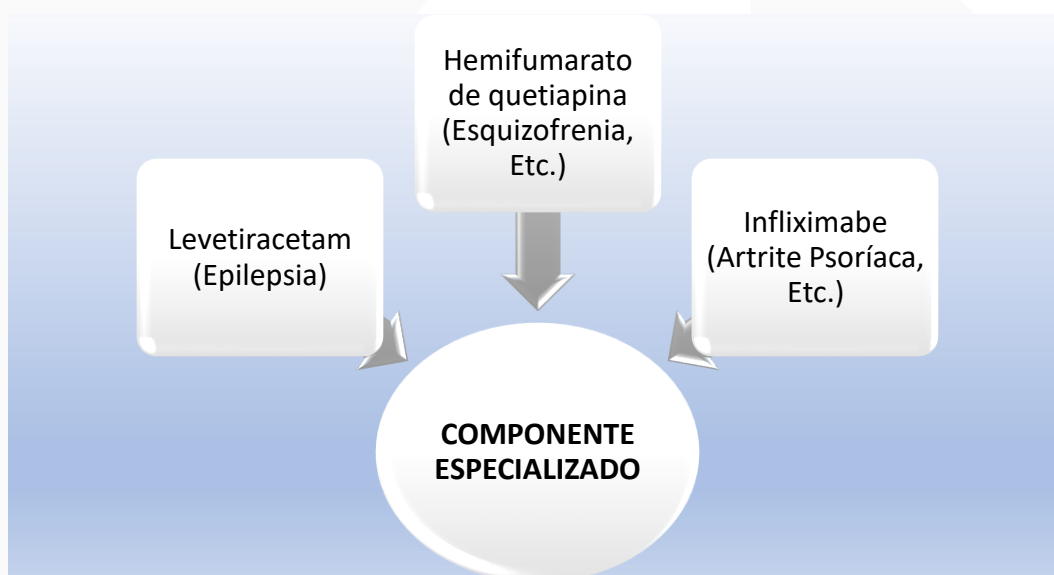 Hemifumarato
de quetiapina
(Esquizofrenia,
Etc.)
Levetiracetam
(Epilepsia)
Infliximabe
(Artrite Psoríaca,
Etc.)
COMPONENTE
ESPECIALIZADO